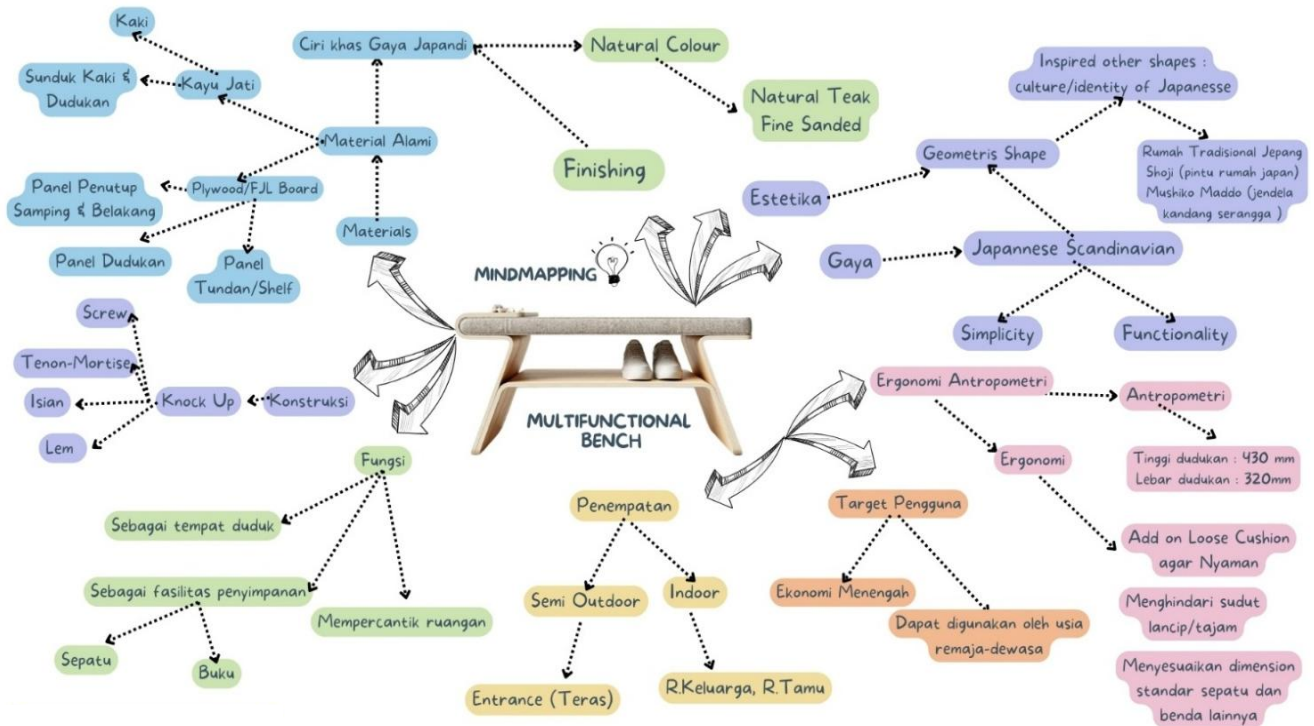 Kaki
Sunduk Kaki &
Dudukan
Kayu Jati
Ciri khas Gaya Japandi
Natural Colour
Natural Teak
Fine Sanded
Finishing
Material Alami
Panel Penutup
Samping & Belakang
Plywood/FJL Board
Panel Dudukan
Panel
Tundan/Shelf
Materials
Inspired other shapes :
culture/identity of Japanesse
Geometris Shape
Rumah Tradisional Jepang
Shoji (pintu rumah japan)
Mushiko Maddo (jendela
kandang serangga )
Estetika
Gaya
Japannese Scandinavian
Simplicity
Functionality
MINDMAPPING
MULTIFUNCTIONAL
BENCH
Screw
Tenon-Mortise
Isian
Lem
Knock Up
Konstruksi
Ergonomi Antropometri
Antropometri
Tinggi dudukan : 430 mm
Lebar dudukan : 320mm
Ergonomi
Add on Loose Cushion
agar Nyaman
Menghindari sudut
lancip/tajam
Menyesuaikan dimension
standar sepatu dan
benda lainnya
Fungsi
Sebagai tempat duduk
Sebagai fasilitas penyimpanan
Mempercantik ruangan
Sepatu
Buku
Penempatan
Semi Outdoor
Indoor
Entrance (Teras)
R.Keluarga, R.Tamu
Target Pengguna
Ekonomi Menengah
Dapat digunakan oleh usia
remaja-dewasa